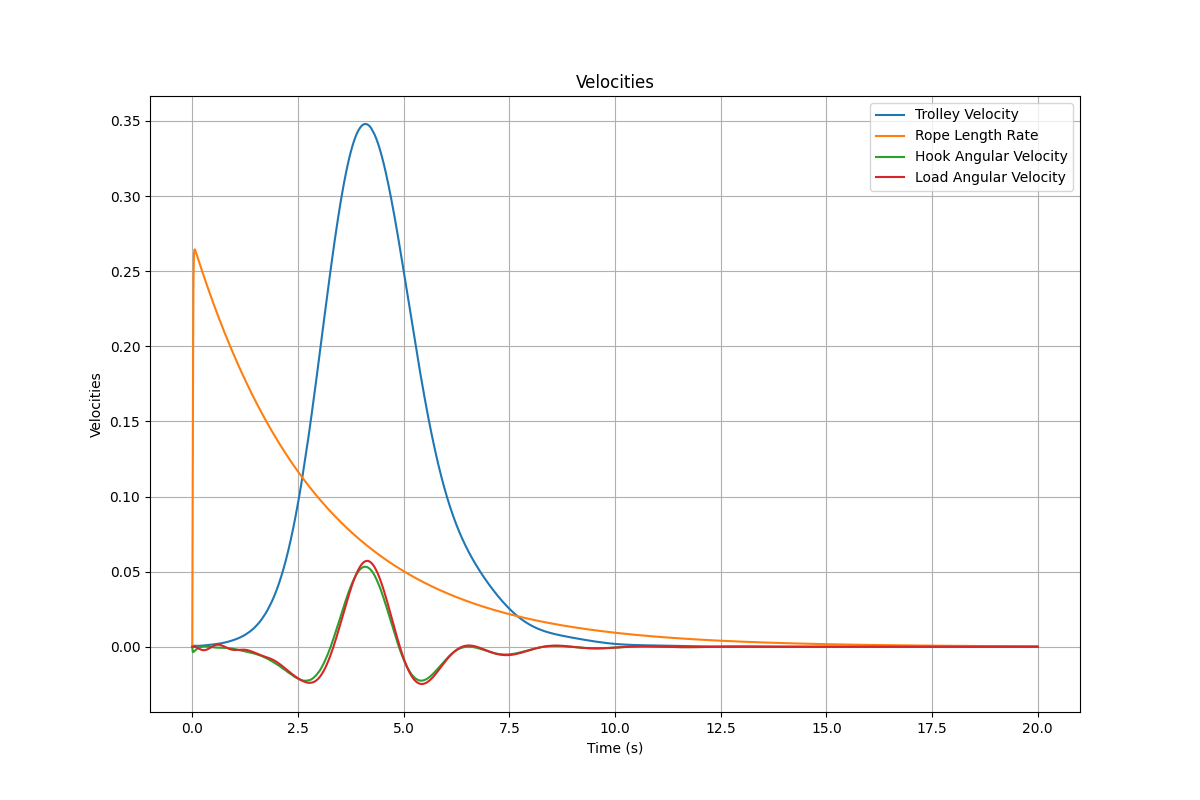 Velocities
Trolley Velocity
Rope Length Rate
Hook Angular Velocity
Load Angular Velocity
Velocities
0.35
0.30
0.25
0.20
0.15
0.10
0.05
0.00
0.0 2.5 5.0 7.5 10.0 12.5 15.0 17.5 20.0
Time (s)